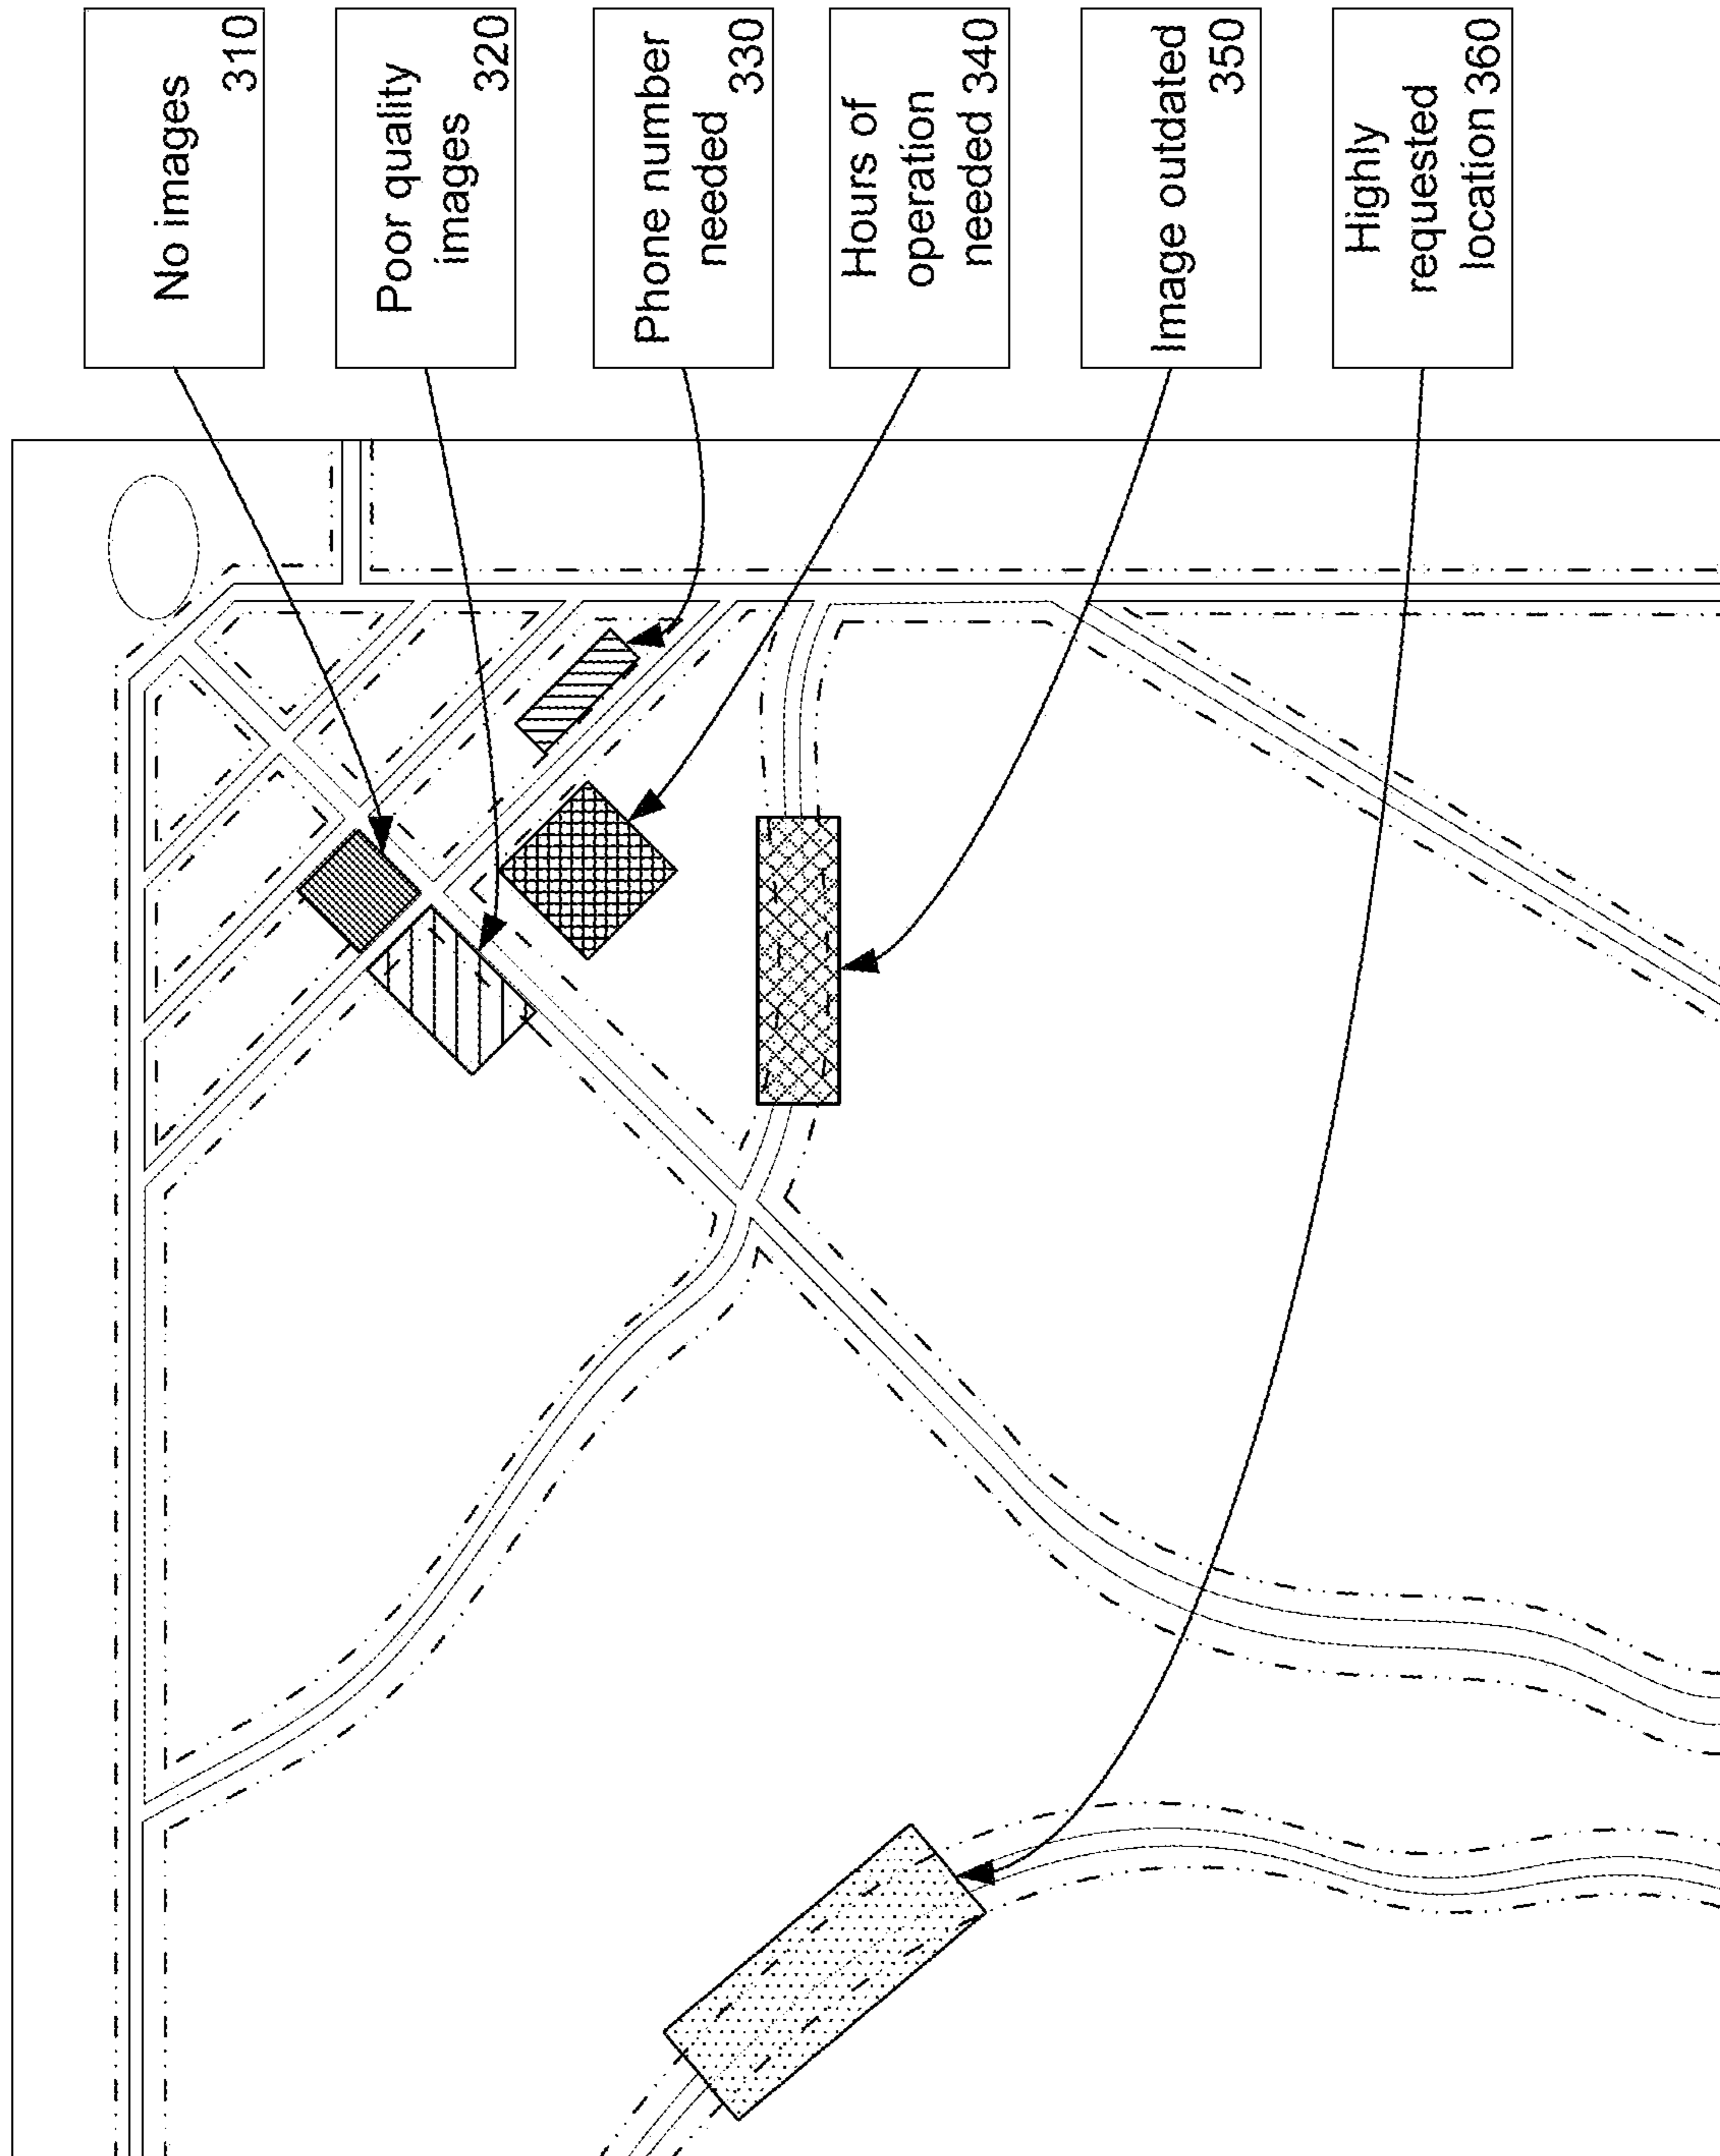 No images
310
Poor quality
images 320
Phone number
needed 330
Hours of
operation
needed 340
Image outdated
350
Highly
requested
location 360